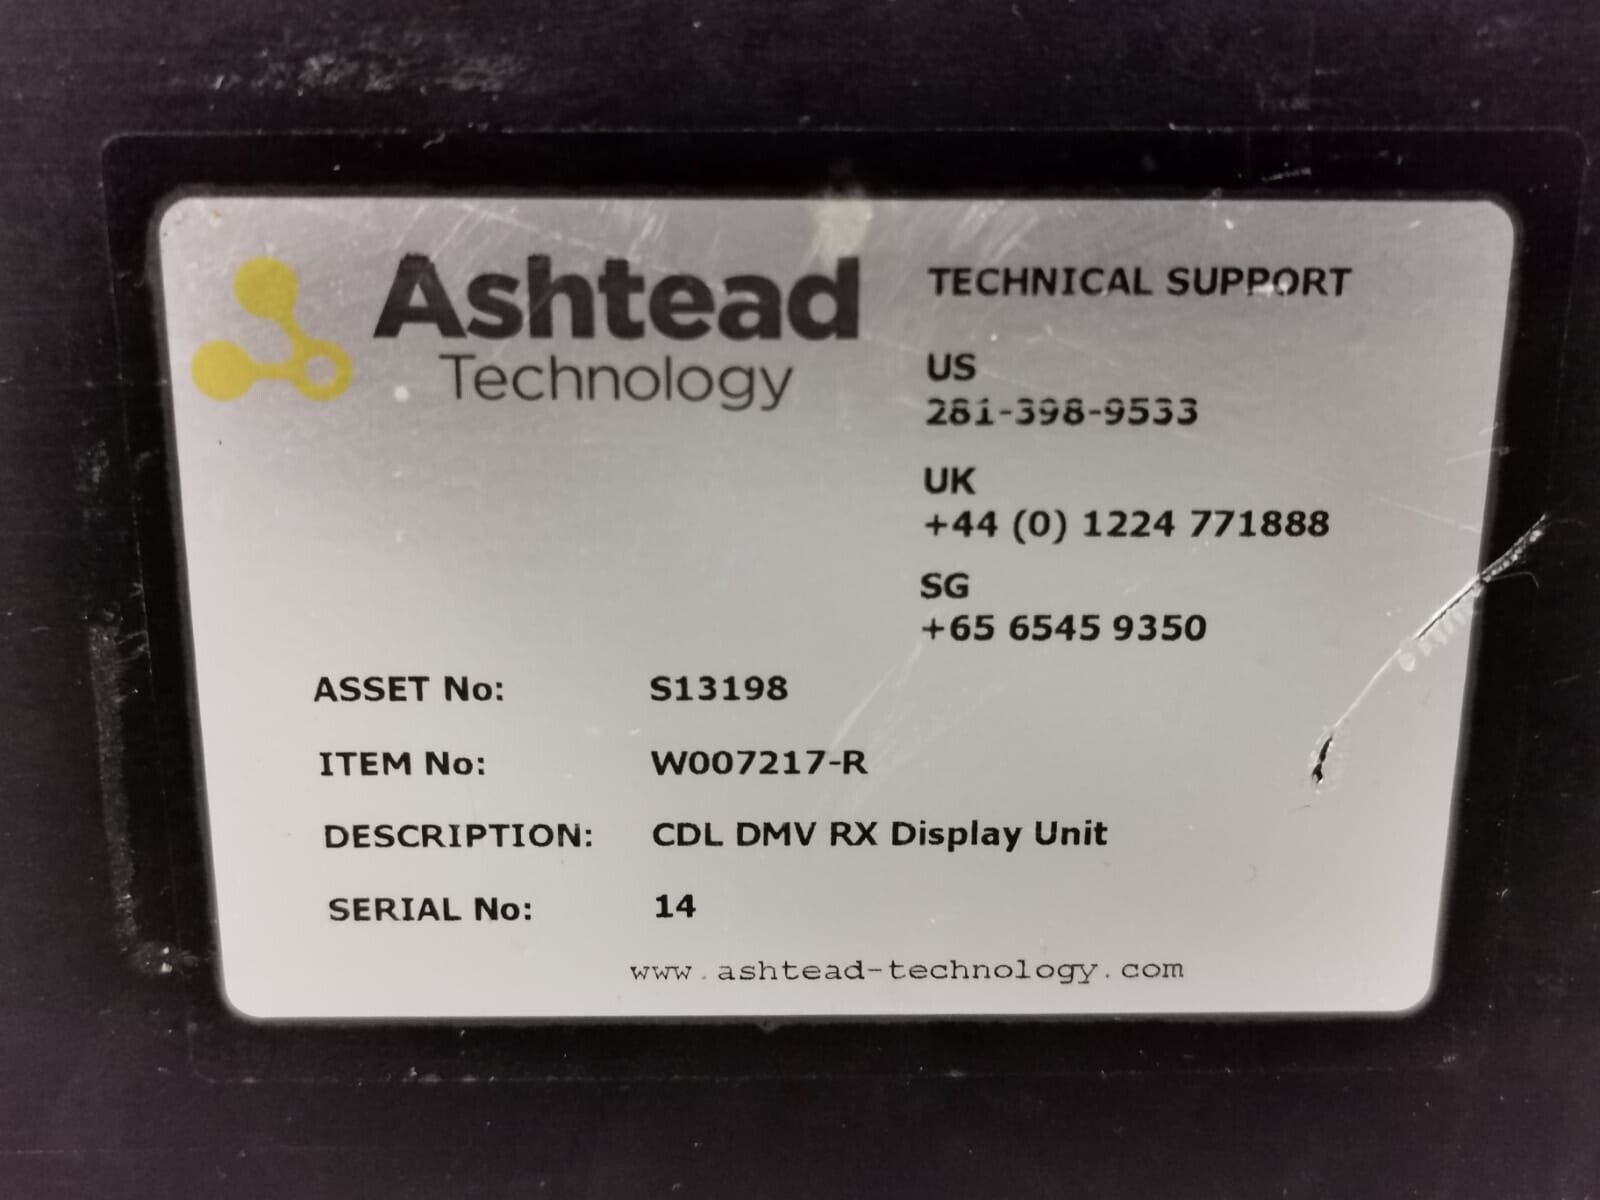 Ashtead
Technology
TECHNICAL SUPPORT
US
281-398-9533
UK
+44 (0) 1224 771888
SG
+65 6545 9350
ASSET No: S13198
ITEM No: W007217-R
DESCRIPTION: CDL DMV RX Display Unit
SERIAL No: 14
www.ashtead-technology.com